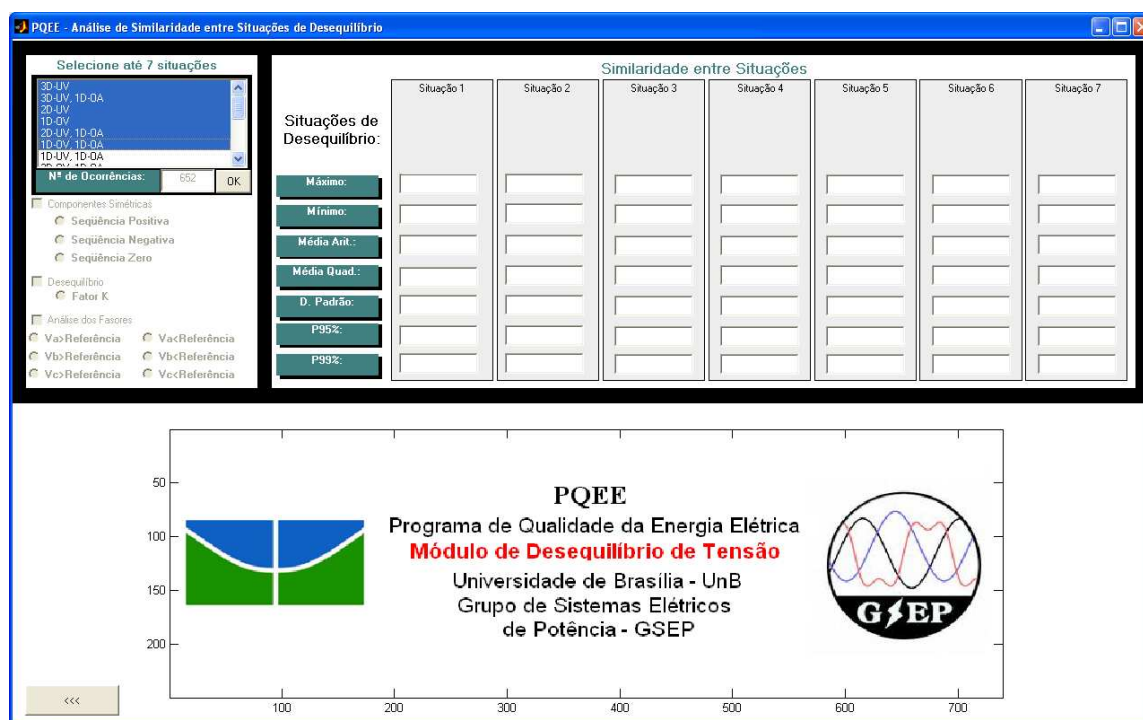 PQEE - Análise de Similaridade entre Situações de Desequilíbrio
Selecione até 7 situações
3D-UV
3D-UV, 1D-0A
2D-UV
1D-OV
2D-UV, 1D-0A
1D-OV, 1D-0A
1D-UV, 1D-0A
Nº de Ocorrências: 652 OK
Componentes Simétricas
Seqüência Positiva
Seqüência Negativa
Seqüência Zero
Desequilíbrio
Fator K
Análise dos Fasores
Va>Referência Va<Referência
Vb>Referência Vb<Referência
Vc>Referência Vc<Referência
Similaridade entre Situações
Situação 1 Situação 2 Situação 3 Situação 4 Situação 5 Situação 6 Situação 7
Situações de
Desequilíbrio:
Máximo:
Mínimo:
Média Arit.:
Média Quad.:
D. Padrão:
P95%:
P99%:
PQEE
Programa de Qualidade da Energia Elétrica
Módulo de Desequilíbrio de Tensão
Universidade de Brasília - UnB
Grupo de Sistemas Elétricos
de Potência - GSEP
GSEP
50
100
150
200
100 200 300 400 500 600 700
<<<